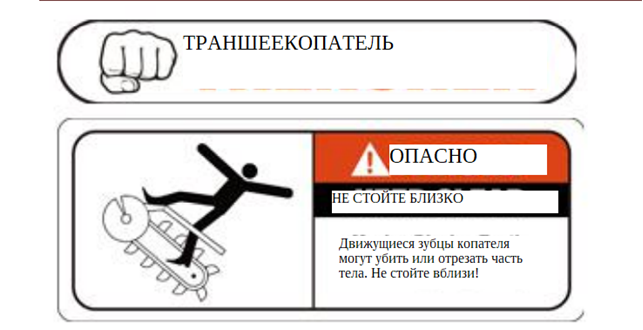 ТРАНШЕЕКОПАТЕЛЬ
ОПАСНО
НЕ СТОЙТЕ БЛИЗКО
Движущиеся зубцы копателя
могут убить или отрезать часть
тела. Не стойте вблизи!